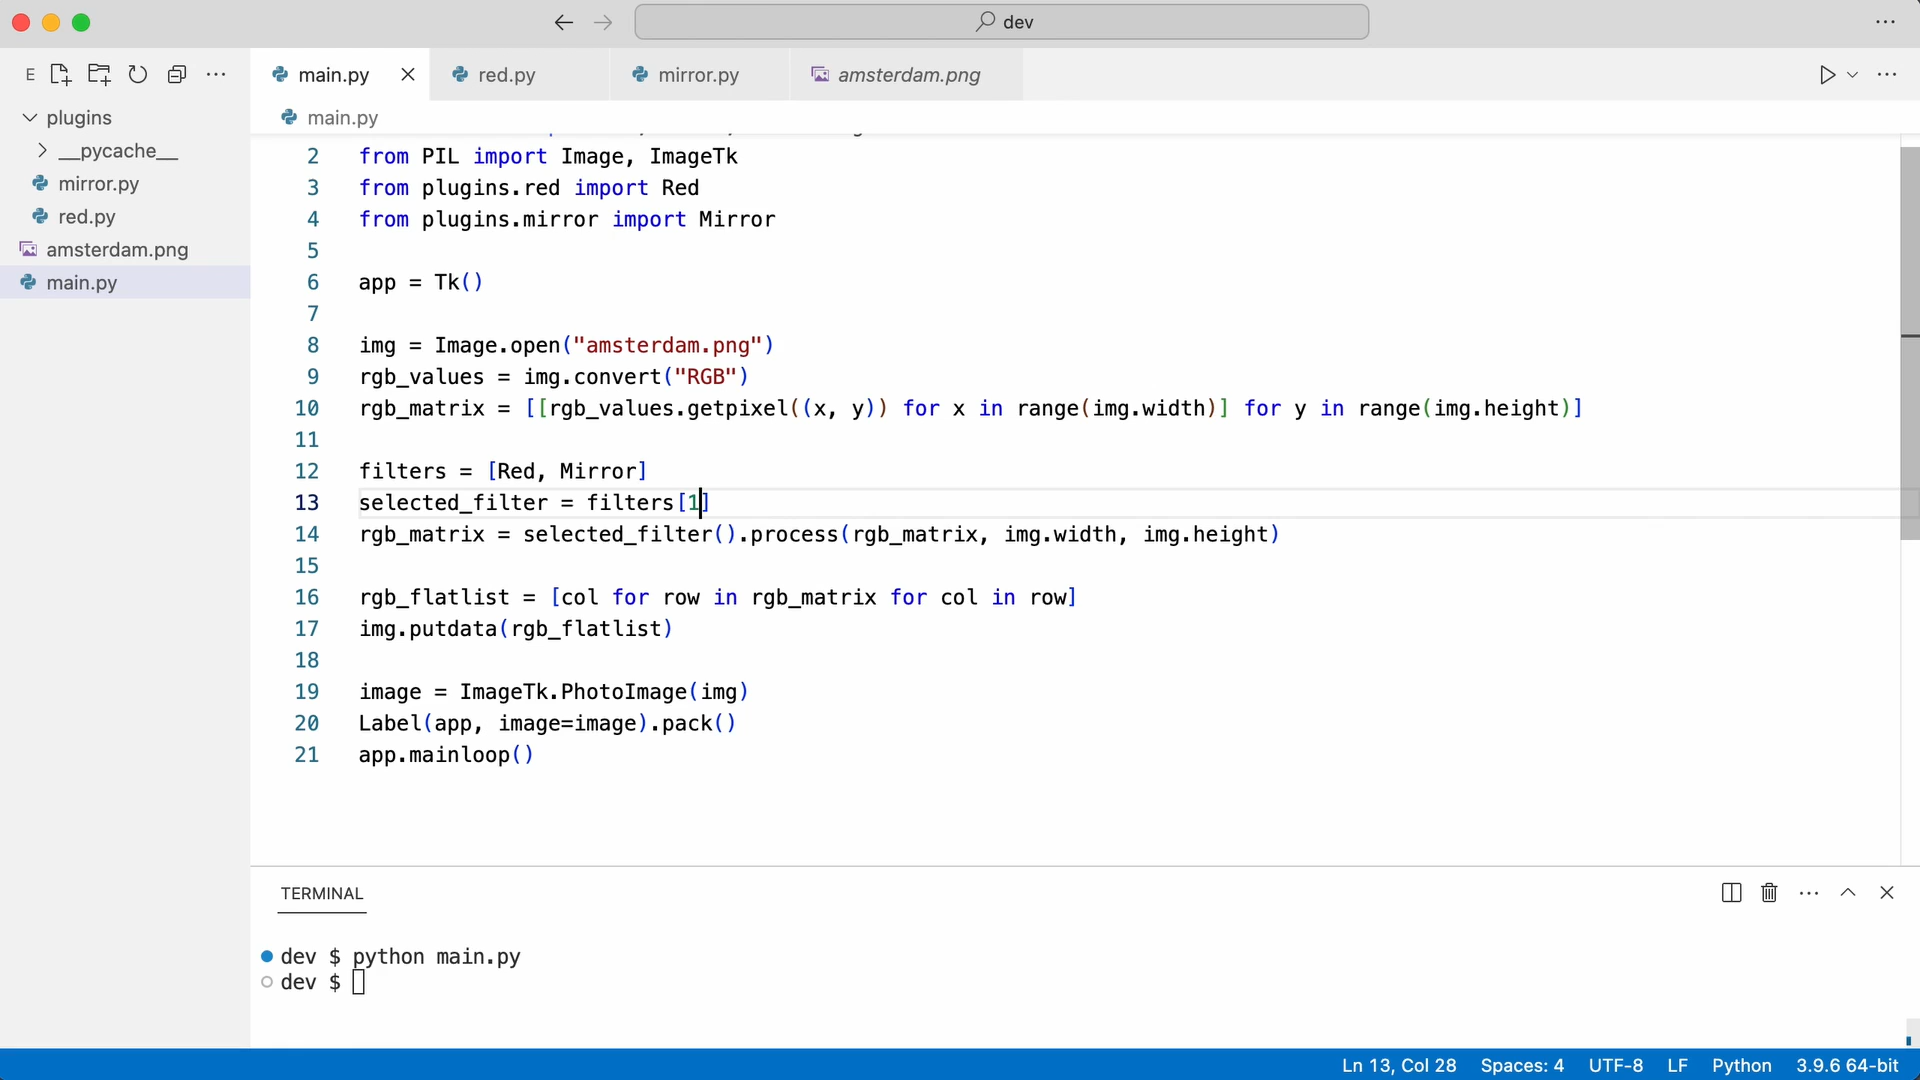 dev
E
main.py
red.py
mirror.py
amsterdam.png
plugins
__pycache__
mirror.py
red.py
amsterdam.png
main.py
main.py
2 from PIL import Image, ImageTk
3 from plugins.red import Red
4 from plugins.mirror import Mirror
5
6 app = Tk()
7
8 img = Image.open("amsterdam.png")
9 rgb_values = img.convert("RGB")
10 rgb_matrix = [[rgb_values.getpixel((x, y)) for x in range(img.width)] for y in range(img.height)]
11
12 filters = [Red, Mirror]
13 selected_filter = filters[1]
14 rgb_matrix = selected_filter().process(rgb_matrix, img.width, img.height)
15
16 rgb_flatlist = [col for row in rgb_matrix for col in row]
17 img.putdata(rgb_flatlist)
18
19 image = ImageTk.PhotoImage(img)
20 Label(app, image=image).pack()
21 app.mainloop()
TERMINAL
dev $ python main.py
dev $
Ln 13, Col 28 Spaces: 4 UTF-8 LF Python 3.9.6 64-bit